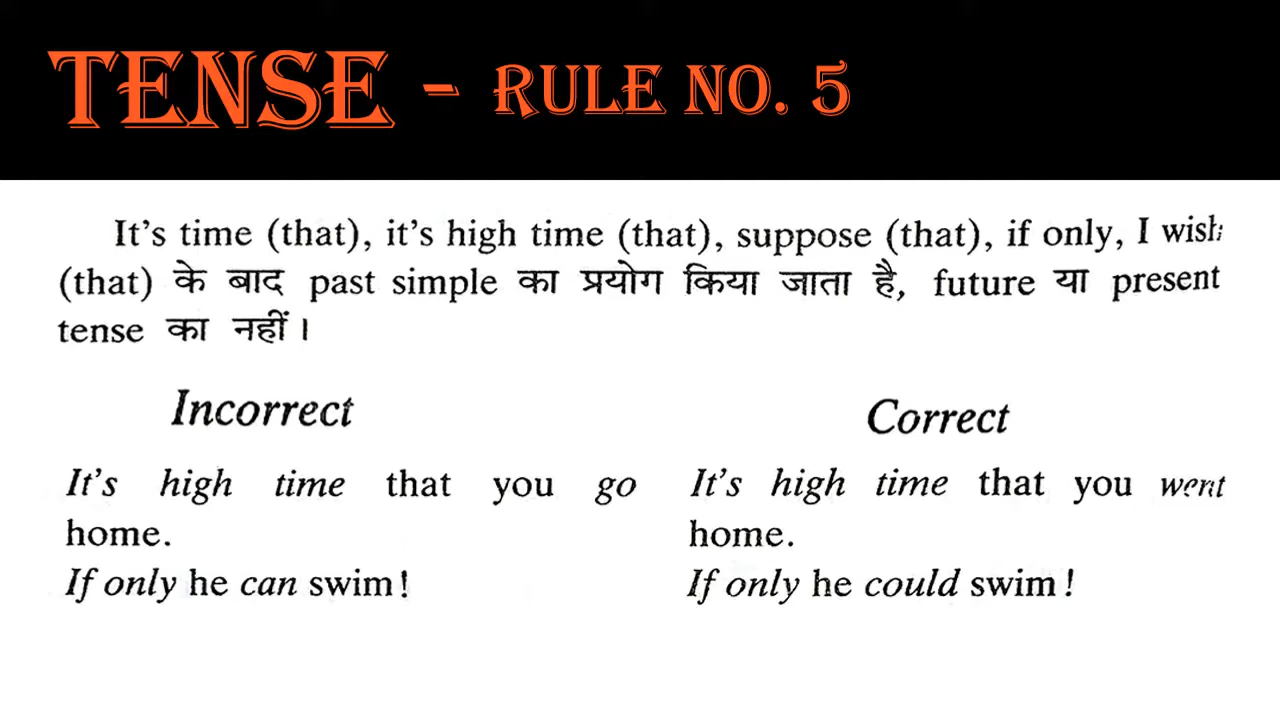 TENSE - RULE NO. 5
It's time (that), it's high time (that), suppose (that), if only, I wish
(that) के बाद past simple का प्रयोग किया जाता है, future या present
tense का नहीं।
Incorrect
Correct
It's high time that you go
home.
If only he can swim!
It's high time that you went
home.
If only he could swim!